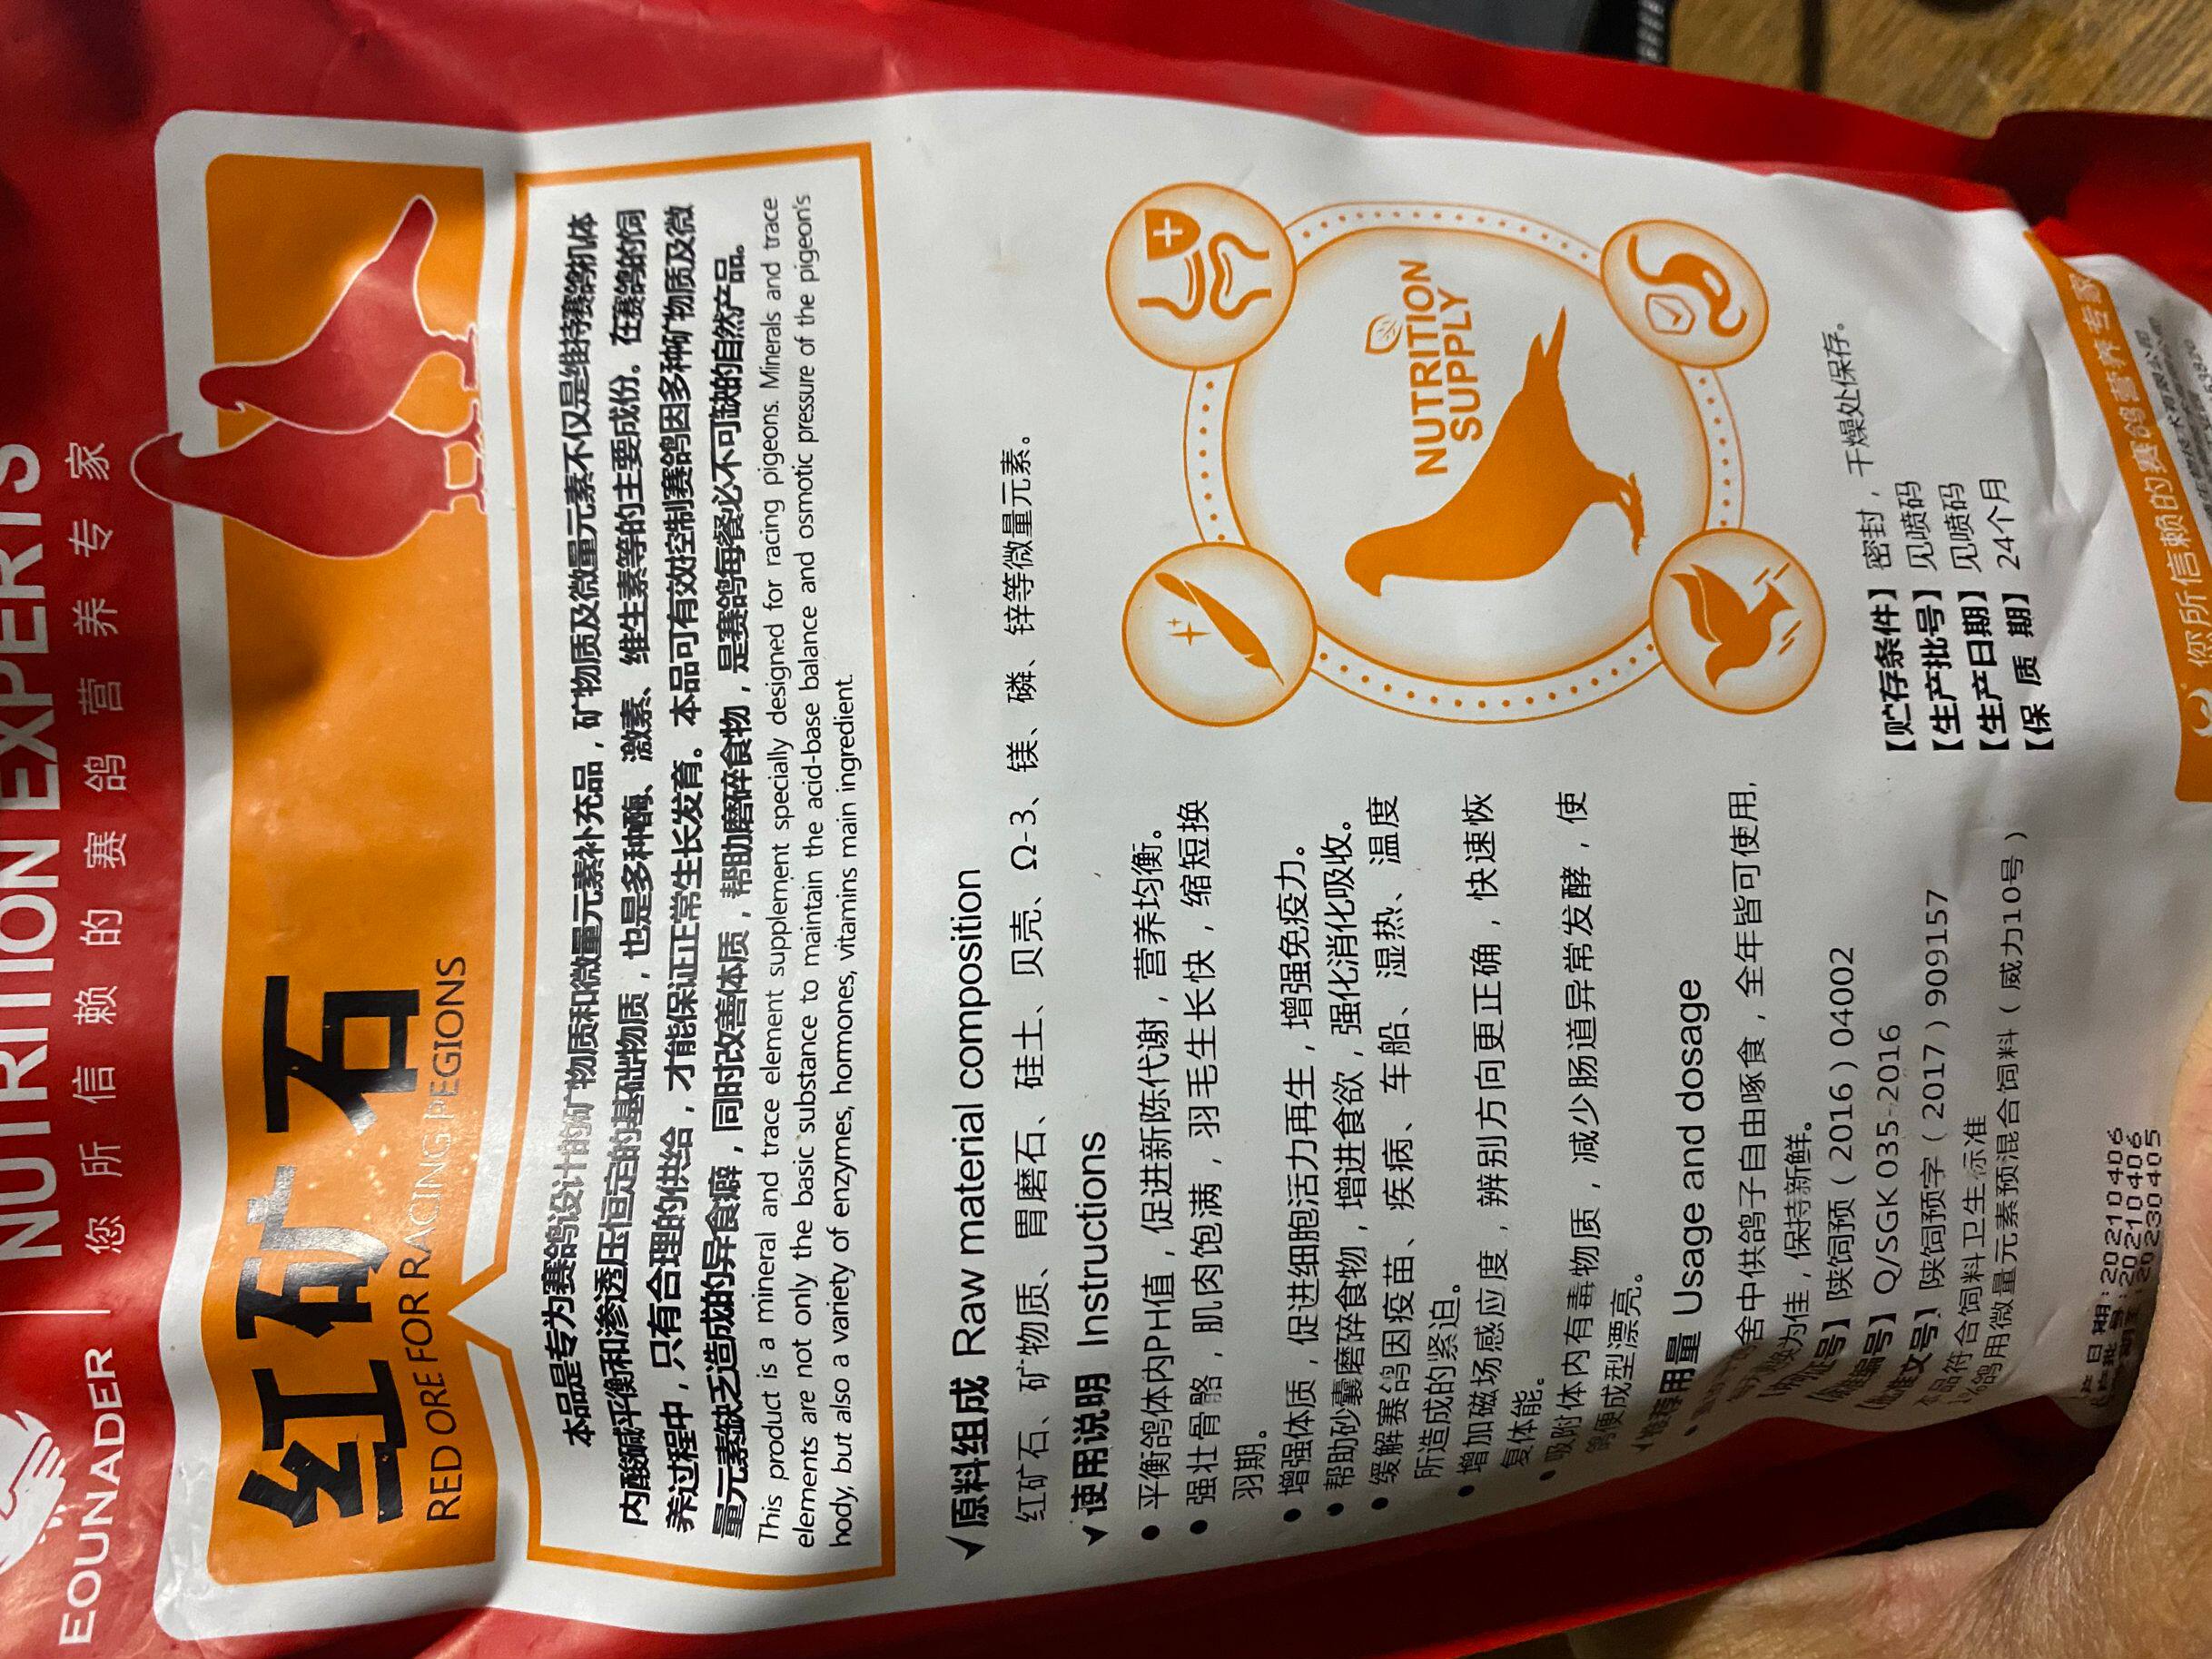 EOUNADER
NUTRITION EXPERTS
您所信赖的赛鸽营养专家
红矿石
RED ORE FOR RACING PEGIONS
本品是专为赛鸽设计的矿物质和微量元素补充品，矿物质及微量元素不仅是维持赛鸽机体
内酸碱平衡和渗透压恒定的基础物质，也是多种酶、激素、维生素等的主要成份。在赛鸽的饲
养过程中，只有合理的供给，才能保证正常生长发育。本品可有效控制赛鸽因多种矿物质及微
量元素缺乏造成的异食癖，同时改善体质，帮助磨碎食物，是赛鸽每餐必不可缺的自然产品。
This product is a mineral and trace element supplement specially designed for racing pigeons. Minerals and trace
elements are not only the basic substance to maintain the acid-base balance and osmotic pressure of the pigeon's
body, but also a variety of enzymes, hormones, vitamins main ingredient.
✓原料组成 Raw material composition
红矿石、矿物质、胃磨石、硅土、贝壳、Ω-3、镁、磷、锌等微量元素。
✓使用说明 Instructions
● 平衡鸽体内PH值，促进新陈代谢，营养均衡。
● 强壮骨骼，肌肉饱满，羽毛生长快，缩短换
羽期。
● 增强体质，促进细胞活力再生，增强免疫力。
● 帮助砂囊磨碎食物，增进食欲，强化消化吸收。
● 缓解赛鸽因疫苗、疾病、车船、湿热、温度
所造成的紧迫。
● 增加磁场感应度，辨别方向更正确，快速恢
复体能。
● 吸附体内有毒物质，减少肠道异常发酵，使
鸽便成型漂亮。
✓推荐用量 Usage and dosage
舍中供鸽子自由啄食，全年皆可使用，
为佳，保持新鲜。
陕饲预（2016）04002
Q/SGK 035-2016
陕饲预字（2017）909157
品符合饲料卫生标准
1%鸽用微量元素预混合饲料（威力10号）
NUTRITION
SUPPLY
【贮存条件】密封，干燥处保存。
【生产批号】见喷码
【生产日期】见喷码
【保 质 期】24个月
日期:20210406
20210406
20230405
您所信赖的赛鸽营养专家